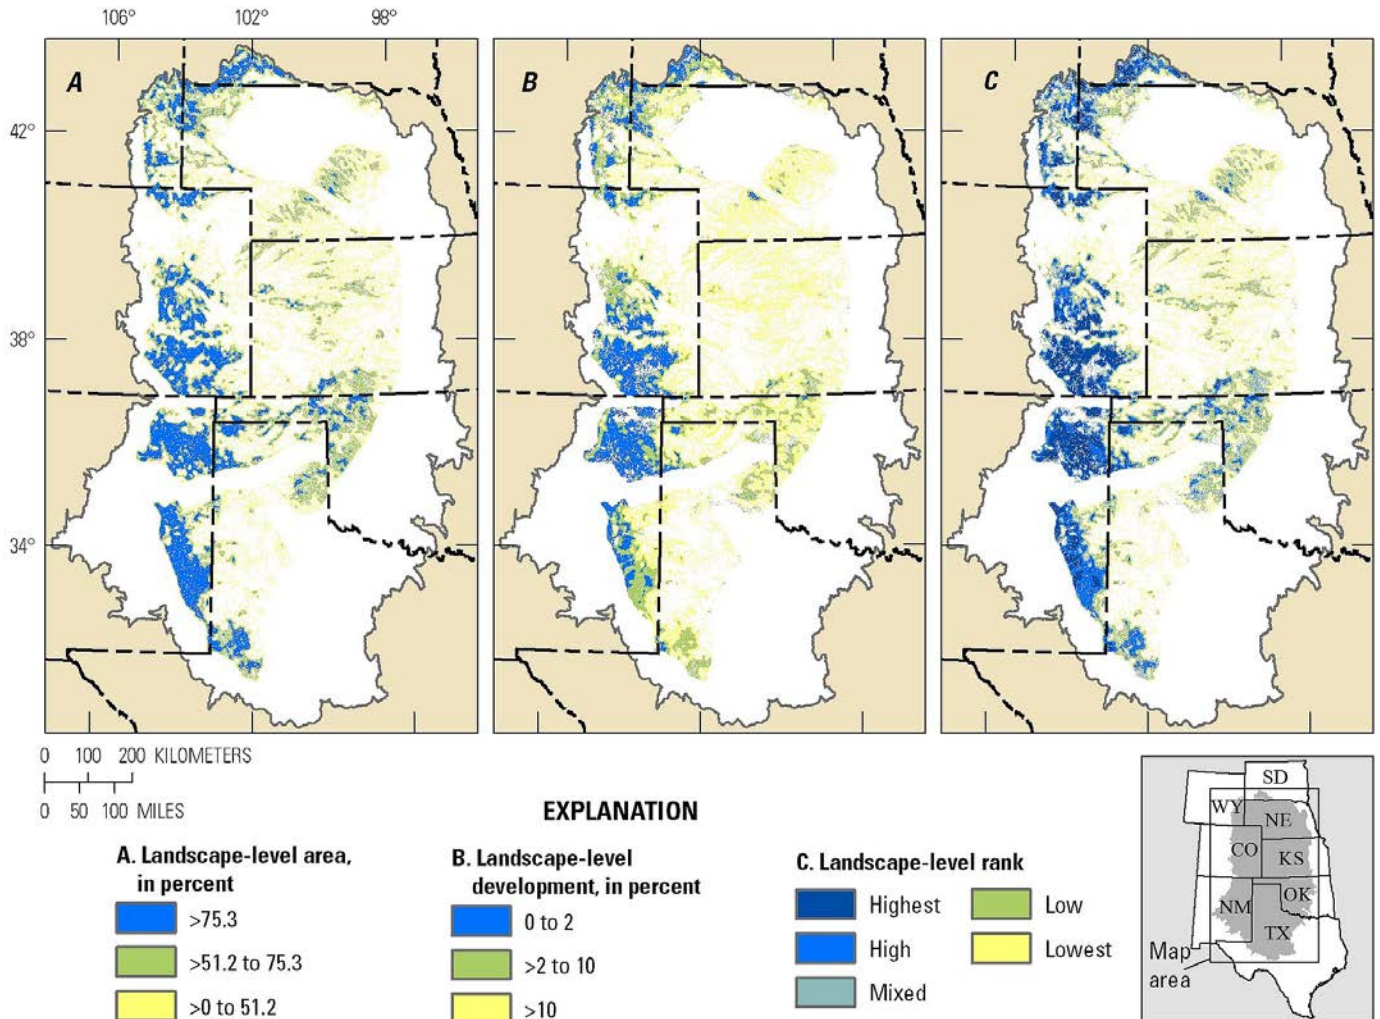 106° 102° 98°
A B C
42°
38°
34°
0 100 200 KILOMETERS
0 50 100 MILES
EXPLANATION
A. Landscape-level area,
in percent
>75.3
>51.2 to 75.3
>0 to 51.2
B. Landscape-level
development, in percent
0 to 2
>2 to 10
>10
C. Landscape-level rank
Highest
High
Mixed
Low
Lowest
SD
WY
NE
CO
KS
NM
OK
TX
Map
area